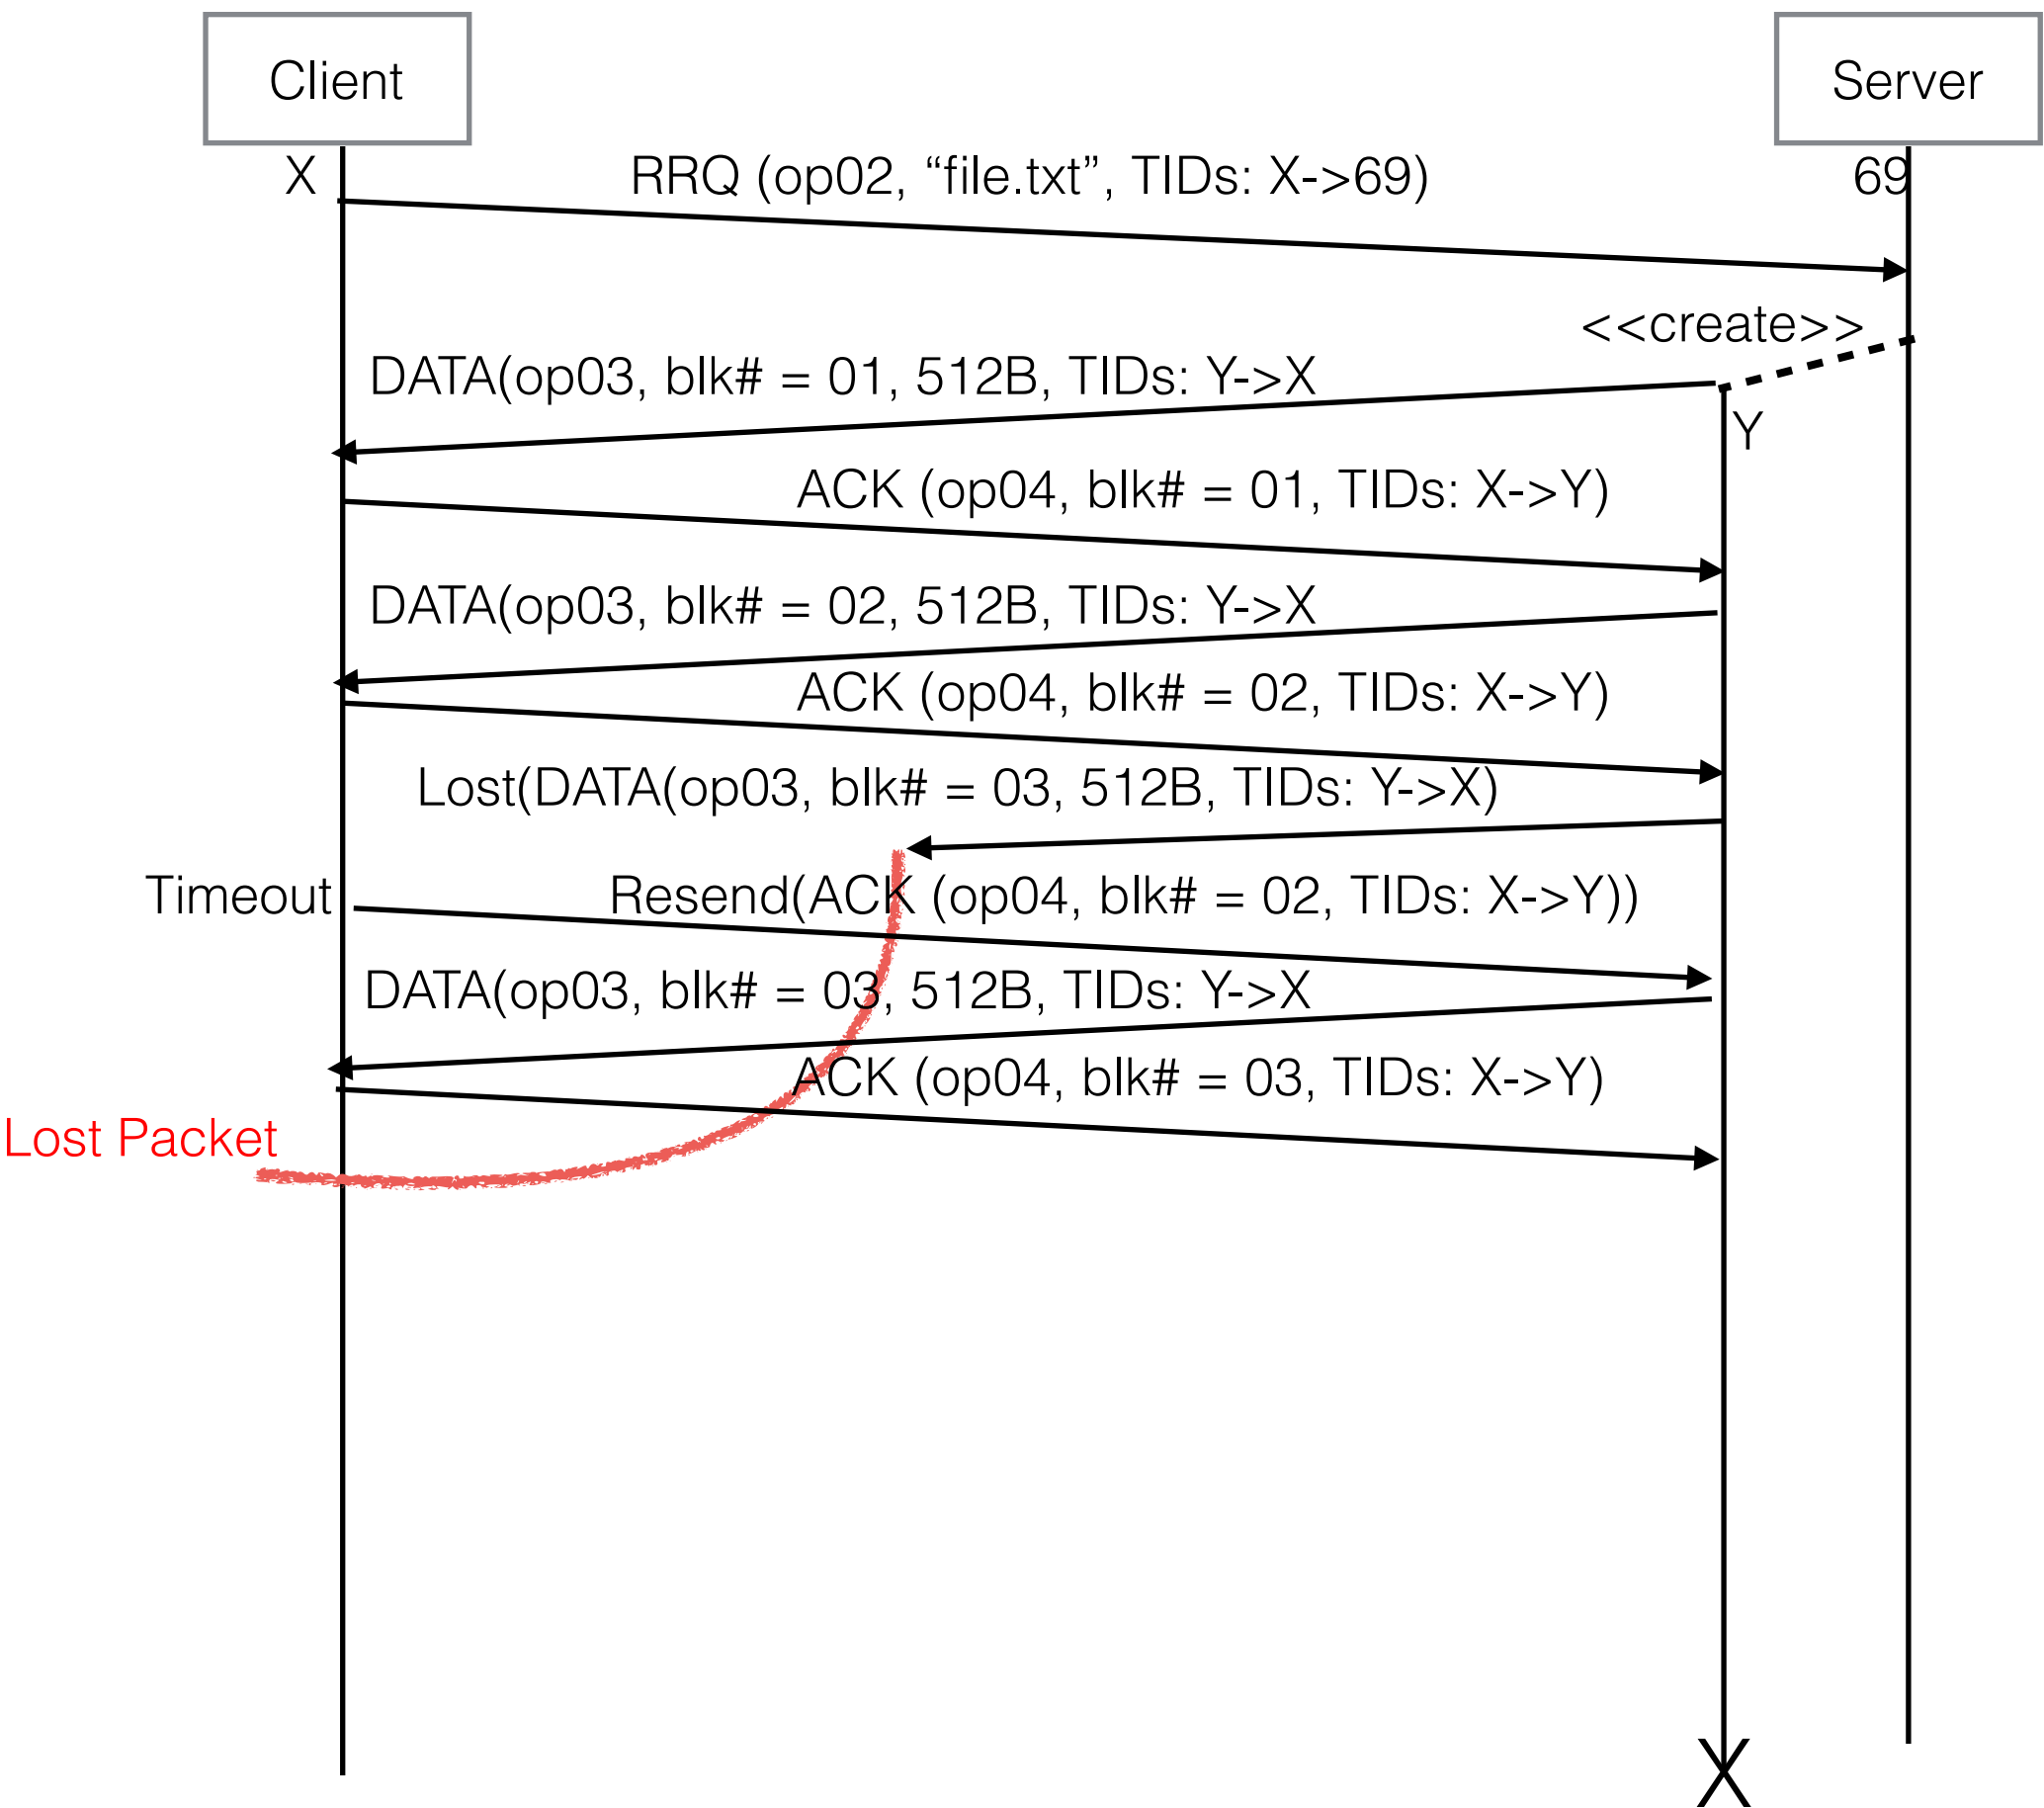 Client
Server
X
RRQ (op02, “file.txt”, TIDs: X->69)
69
<<create>>
DATA(op03, blk# = 01, 512B, TIDs: Y->X
Y
ACK (op04, blk# = 01, TIDs: X->Y)
DATA(op03, blk# = 02, 512B, TIDs: Y->X
ACK (op04, blk# = 02, TIDs: X->Y)
Lost(DATA(op03, blk# = 03, 512B, TIDs: Y->X)
Timeout
Resend(ACK (op04, blk# = 02, TIDs: X->Y))
DATA(op03, blk# = 03, 512B, TIDs: Y->X
ACK (op04, blk# = 03, TIDs: X->Y)
Lost Packet
X